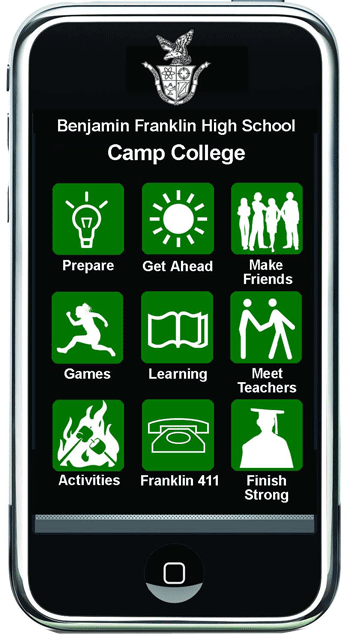 Benjamin Franklin High School
Camp College
Prepare
Get Ahead
Make
Friends
Games
Learning
Meet
Teachers
Activities
Franklin 411
Finish
Strong